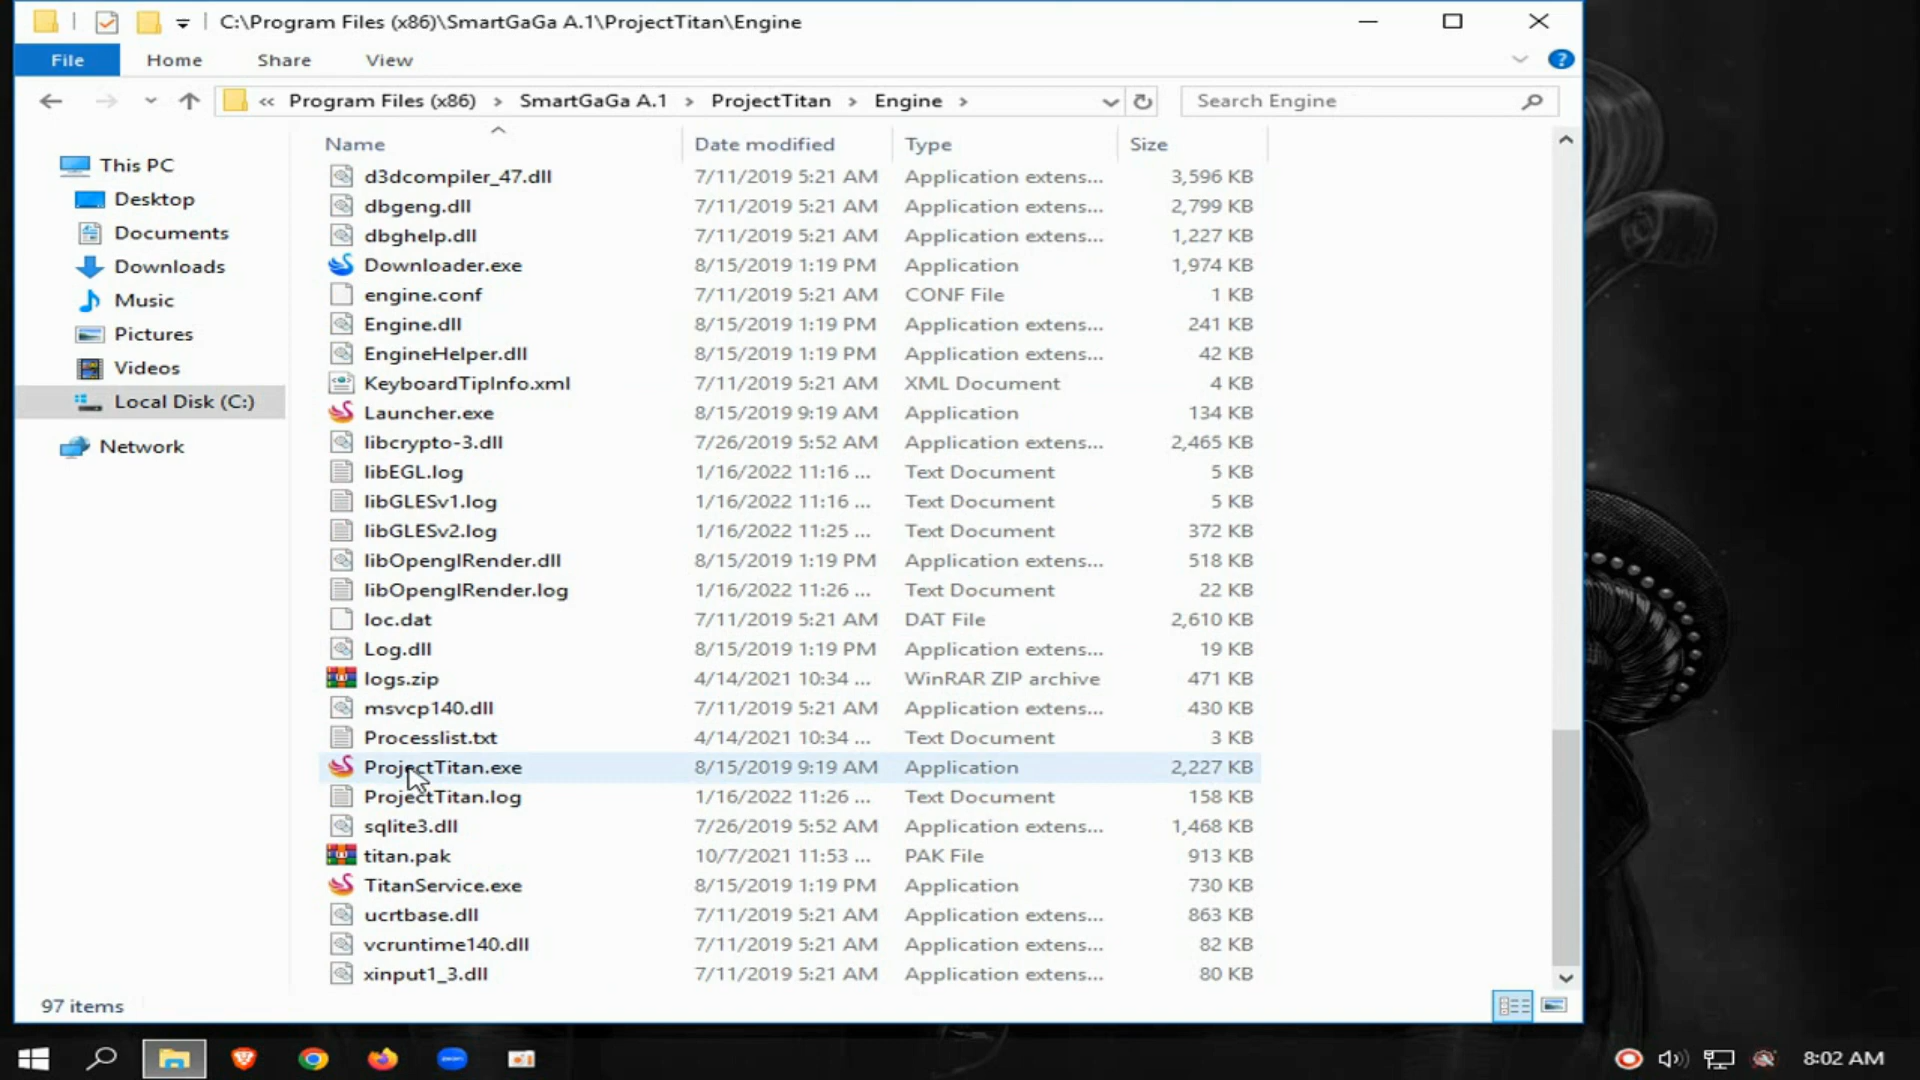 C:\Program Files (x86)\SmartGaGa A.1\ProjectTitan\Engine
File Home Share View
« Program Files (x86) > SmartGaGa A.1 > ProjectTitan > Engine > Search Engine
This PC
Desktop
Documents
Downloads
Music
Pictures
Videos
Local Disk (C:)
Network
Name Date modified Type Size
d3dcompiler_47.dll 7/11/2019 5:21 AM Application extens... 3,596 KB
dbgeng.dll 7/11/2019 5:21 AM Application extens... 2,799 KB
dbghelp.dll 7/11/2019 5:21 AM Application extens... 1,227 KB
Downloader.exe 8/15/2019 1:19 PM Application 1,974 KB
engine.conf 7/11/2019 5:21 AM CONF File 1 KB
Engine.dll 8/15/2019 1:19 PM Application extens... 241 KB
EngineHelper.dll 8/15/2019 1:19 PM Application extens... 42 KB
KeyboardTipInfo.xml 7/11/2019 5:21 AM XML Document 4 KB
Launcher.exe 8/15/2019 9:19 AM Application 134 KB
libcrypto-3.dll 7/26/2019 5:52 AM Application extens... 2,465 KB
libEGL.log 1/16/2022 11:16 ... Text Document 5 KB
libGLESv1.log 1/16/2022 11:16 ... Text Document 5 KB
libGLESv2.log 1/16/2022 11:25 ... Text Document 372 KB
libOpenglRender.dll 8/15/2019 1:19 PM Application extens... 518 KB
libOpenglRender.log 1/16/2022 11:26 ... Text Document 22 KB
loc.dat 7/11/2019 5:21 AM DAT File 2,610 KB
Log.dll 8/15/2019 1:19 PM Application extens... 19 KB
logs.zip 4/14/2021 10:34 ... WinRAR ZIP archive 471 KB
msvcp140.dll 7/11/2019 5:21 AM Application extens... 430 KB
Processlist.txt 4/14/2021 10:34 ... Text Document 3 KB
ProjectTitan.exe 8/15/2019 9:19 AM Application 2,227 KB
ProjectTitan.log 1/16/2022 11:26 ... Text Document 158 KB
sqlite3.dll 7/26/2019 5:52 AM Application extens... 1,468 KB
titan.pak 10/7/2021 11:53 ... PAK File 913 KB
TitanService.exe 8/15/2019 1:19 PM Application 730 KB
ucrtbase.dll 7/11/2019 5:21 AM Application extens... 863 KB
vcruntime140.dll 7/11/2019 5:21 AM Application extens... 82 KB
xinput1_3.dll 7/11/2019 5:21 AM Application extens... 80 KB
97 items
zoom 8:02 AM